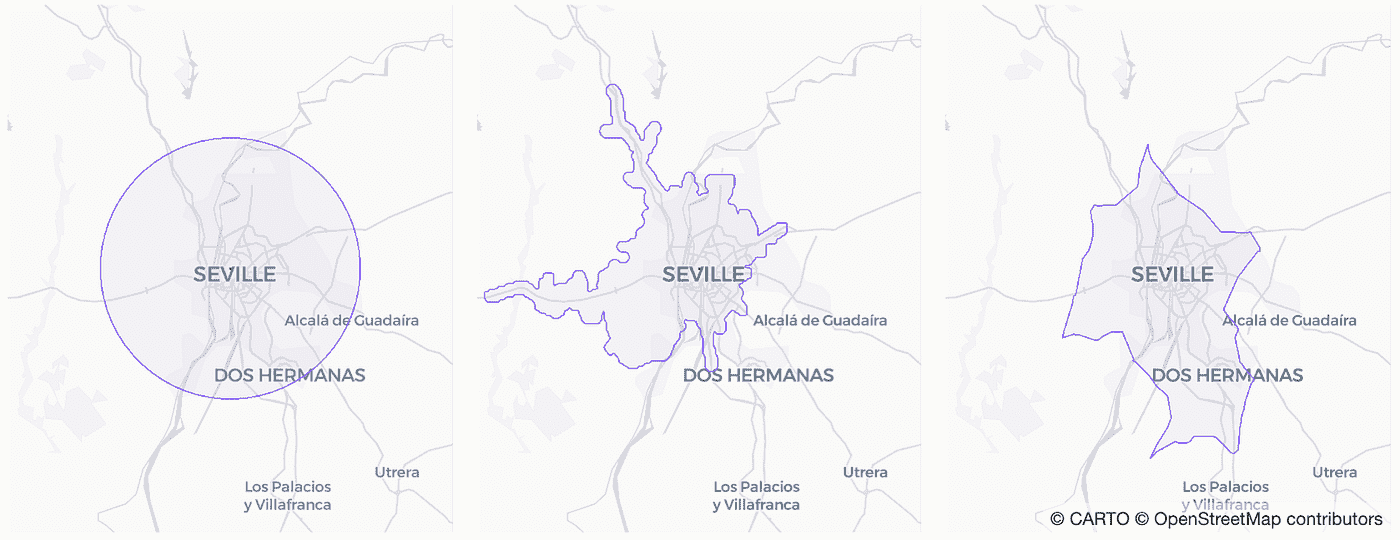 SEVILLE
Alcalá de Guadaíra
DOS HERMANAS
Utrera
Los Palacios
y Villafranca
SEVILLE
Alcalá de Guadaíra
DOS HERMANAS
Utrera
Los Palacios
y Villafranca
SEVILLE
Alcalá de Guadaíra
DOS HERMANAS
Utrera
Los Palacios
y Villafranca
© CARTO © OpenStreetMap contributors